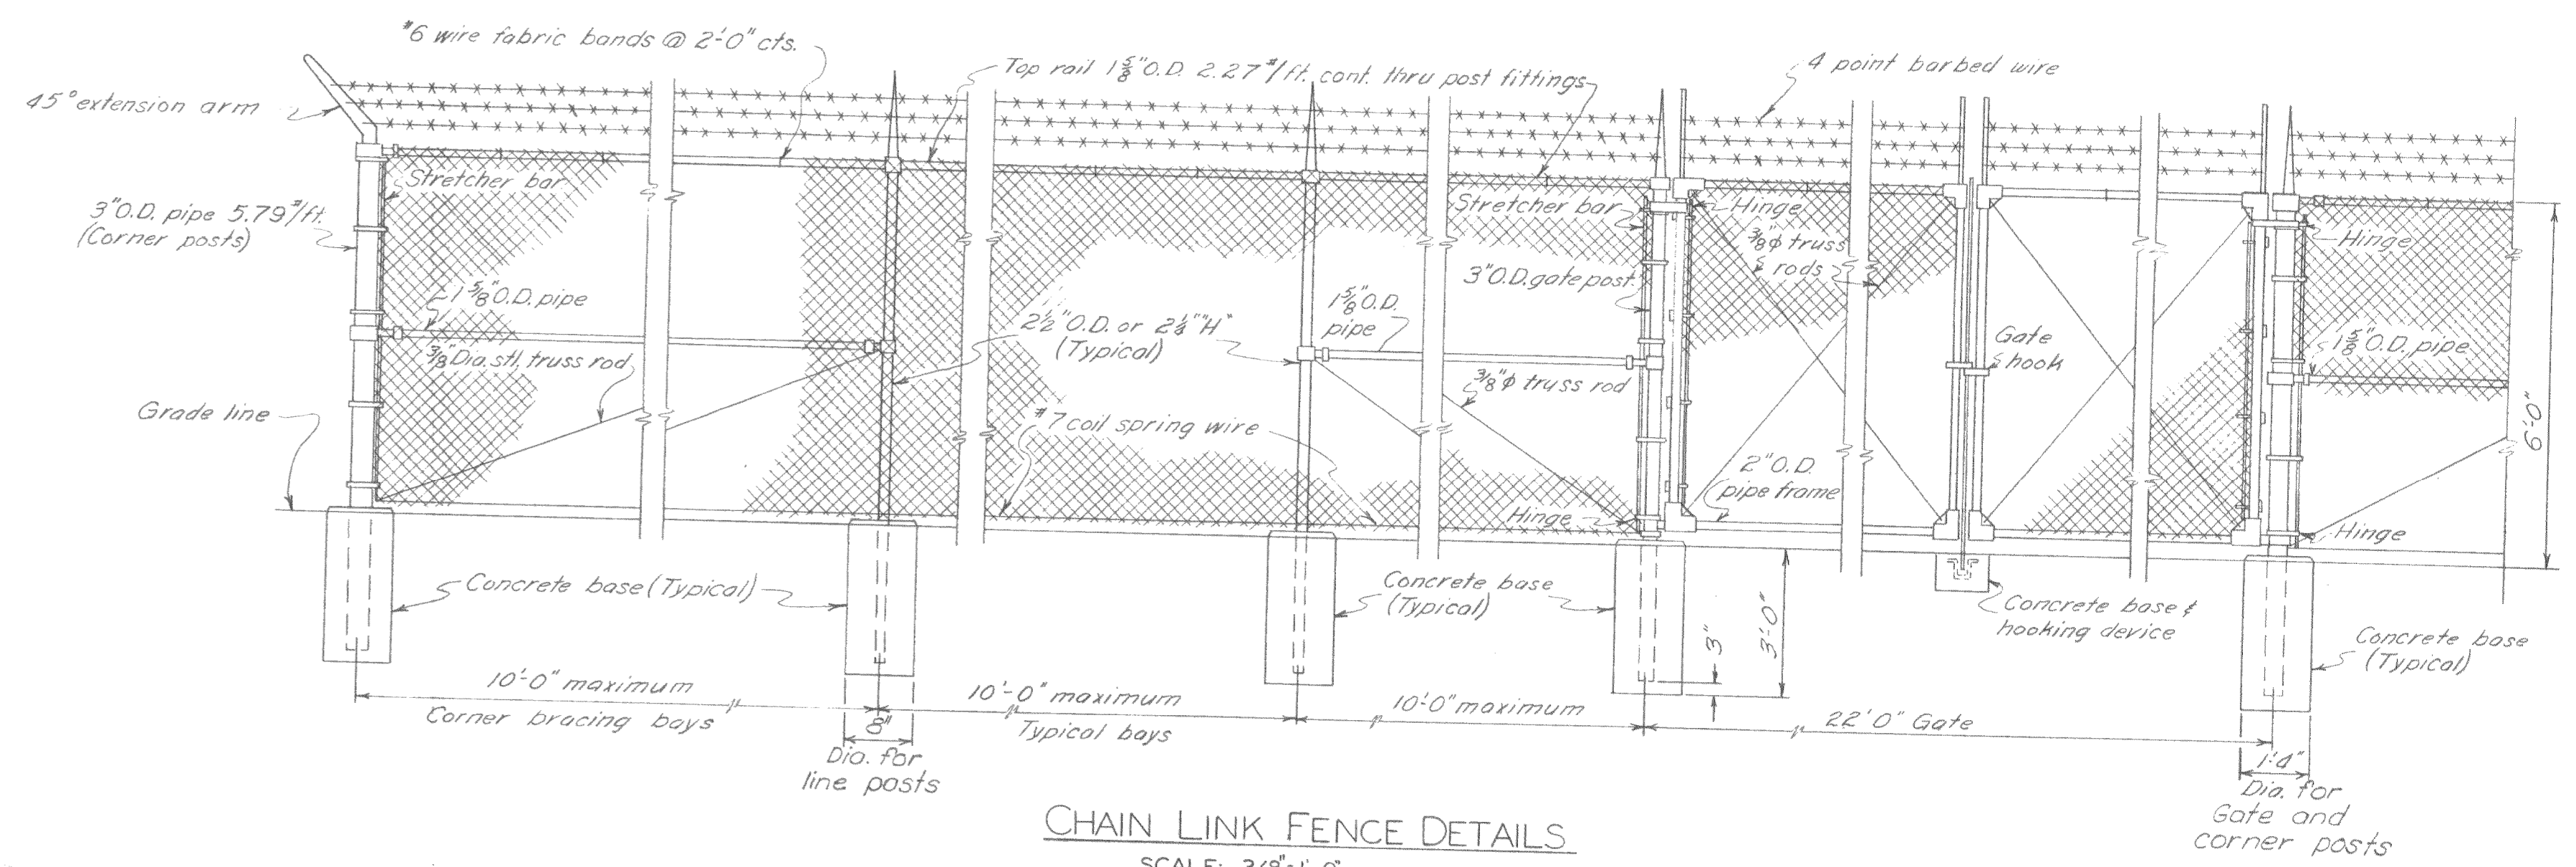 #6 wire fabric bands @ 2'-0" cts.
Top rail 1 5/8" O.D. 2.27#/ft. cont. thru post fittings
4 point barbed wire
45° extension arm
Stretcher bar
3" O.D. pipe 5.79#/ft.
(Corner posts)
Stretcher bar
Hinge
3/8"ϕ truss
rods
Hinge
3" O.D. gate post
1 5/8" O.D. pipe
2 1/2" O.D. or 2 1/4" "H"
(Typical)
1 5/8" O.D.
pipe
Gate
hook
1 5/8" O.D. pipe
3/8" Dia. stl. truss rod
3/8"ϕ truss rod
Grade line
#7 coil spring wire
6'-0"
2" O.D.
pipe frame
Hinge
Hinge
Concrete base (Typical)
Concrete base
(Typical)
3"
3'-0"
Concrete base &
hooking device
Concrete base
(Typical)
10'-0" maximum
Corner bracing bays
10'-0" maximum
Typical bays
10'-0" maximum
22'0" Gate
8"
Dia. for
line posts
1'-4"
Dia. for
Gate and
corner posts
CHAIN LINK FENCE DETAILS
SCALE: 3/8"=1'-0"